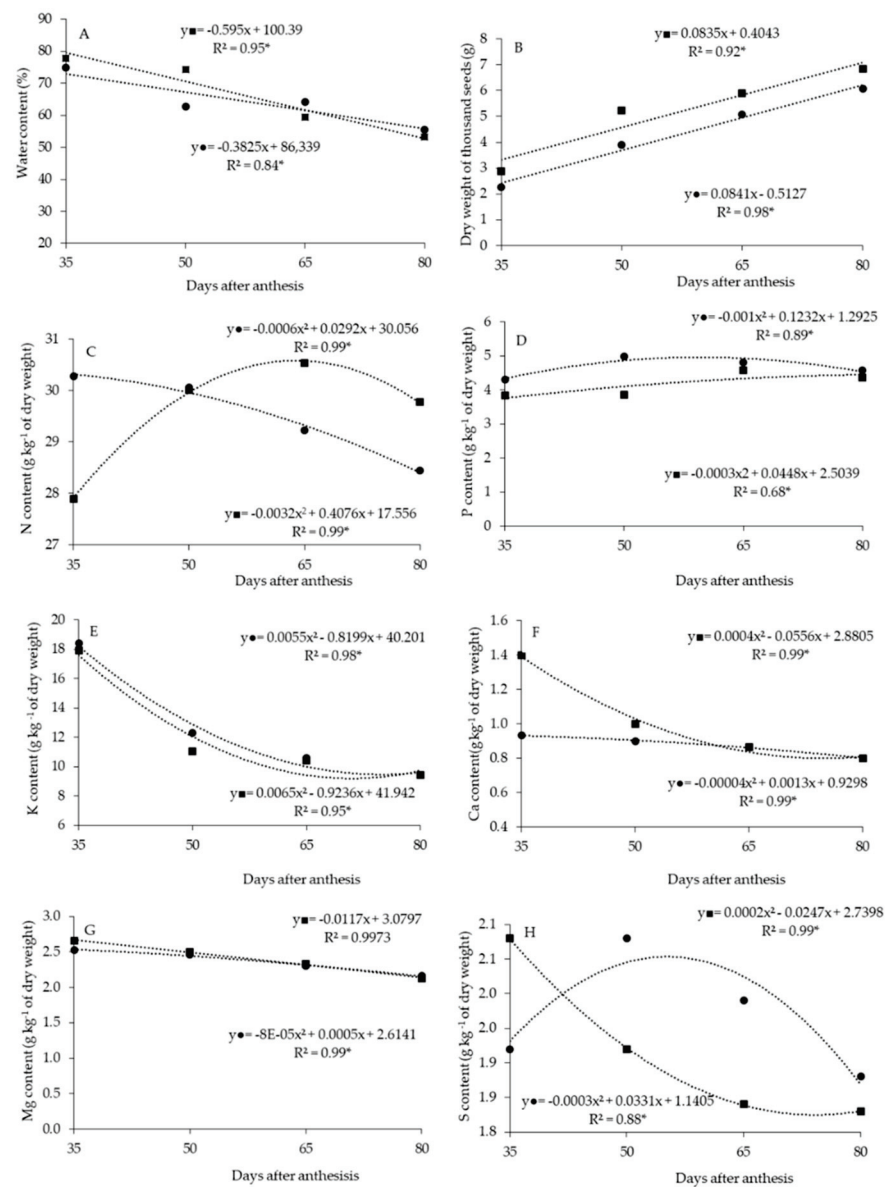 A
y■= -0.595x + 100.39
R² = 0.95*
y●= -0.3825x + 86,339
R² = 0.84*
Water content (%)
90
80
70
60
50
40
30
20
35 50 65 80
Days after anthesis
B
y■= 0.0835x + 0.4043
R² = 0.92*
y●= 0.0841x - 0.5127
R² = 0.98*
Dry weight of thousand seeds (g)
8
7
6
5
4
3
2
1
0
35 50 65 80
Days after anthesis
C
y●= -0.0006x² + 0.0292x + 30.056
R² = 0.99*
y■= -0.0032x² + 0.4076x + 17.556
R² = 0.99*
N content (g kg⁻¹ of dry weight)
31
30
29
28
27
35 50 65 80
Days after anthesis
D
y●= -0.001x² + 0.1232x + 1.2925
R² = 0.89*
y■= -0.0003x2 + 0.0448x + 2.5039
R² = 0.68*
P content (g kg⁻¹ of dry weight)
6
5
4
3
2
1
0
35 50 65 80
Days after anthesis
E
y●= 0.0055x² - 0.8199x + 40.201
R² = 0.98*
y■= 0.0065x² - 0.9236x + 41.942
R² = 0.95*
K content (g kg⁻¹ of dry weight)
20
18
16
14
12
10
8
6
35 50 65 80
Days after anthesis
F
y■= 0.0004x² - 0.0556x + 2.8805
R² = 0.99*
y●= -0.00004x² + 0.0013x + 0.9298
R² = 0.99*
Ca content(g kg⁻¹ of dry weight)
1.6
1.4
1.2
1.0
0.8
0.6
0.4
35 50 65 80
Days after anthesis
G
y■= -0.0117x + 3.0797
R² = 0.9973
y●= -8E-05x² + 0.0005x + 2.6141
R² = 0.99*
Mg content (g kg⁻¹ of dry weight)
3.0
2.5
2.0
1.5
1.0
0.5
0.0
35 50 65 80
Days after anthesisis
H
y■= 0.0002x² - 0.0247x + 2.7398
R² = 0.99*
y●= -0.0003x² + 0.0331x + 1.1405
R² = 0.88*
S content (g kg⁻¹ of dry weight)
2.1
2.1
2.0
2.0
1.9
1.9
1.8
35 50 65 80
Days after anthesis